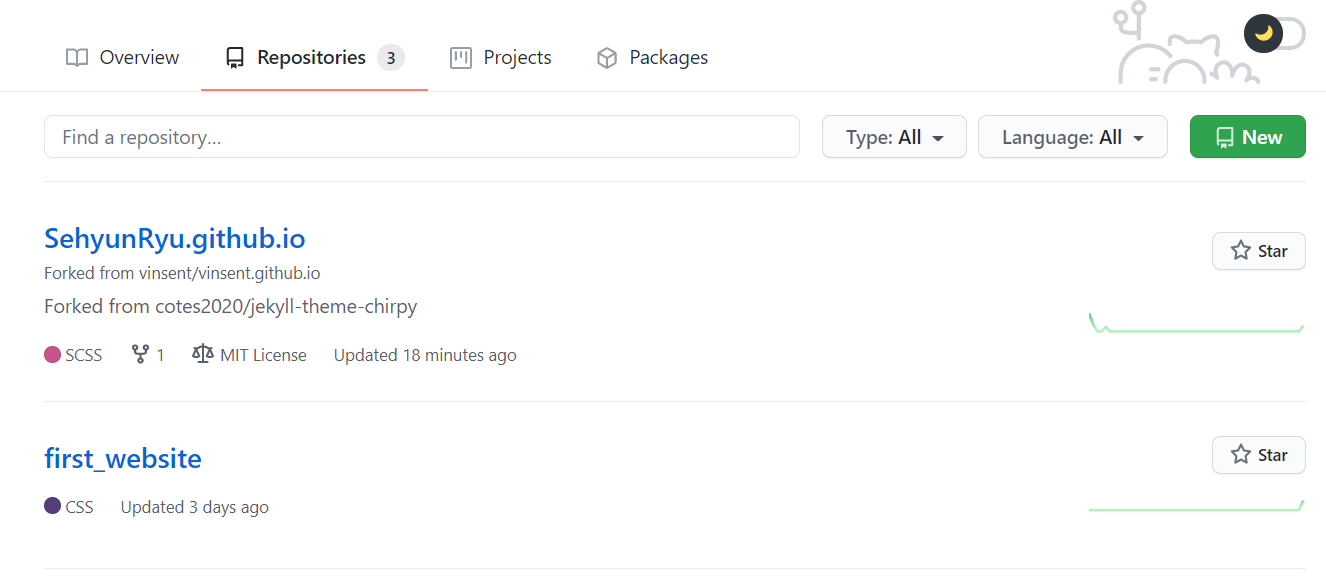 Overview Repositories 3 Projects Packages
Find a repository... Type: All Language: All New
SehyunRyu.github.io
Star
Forked from vinsent/vinsent.github.io
Forked from cotes2020/jekyll-theme-chirpy
SCSS 1 MIT License Updated 18 minutes ago
first_website
Star
CSS Updated 3 days ago